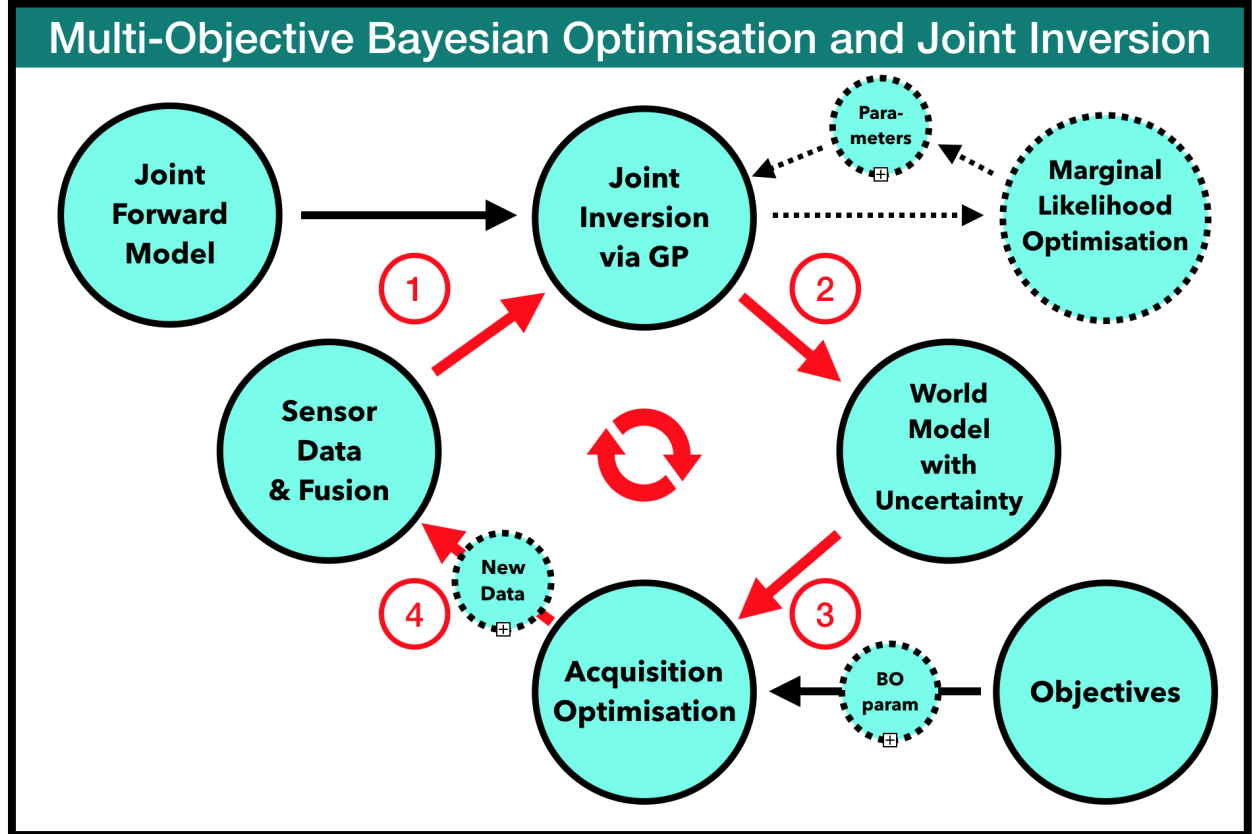 Multi-Objective Bayesian Optimisation and Joint Inversion
Joint
Forward
Model
Joint
Inversion
via GP
Para-
meters
Marginal
Likelihood
Optimisation
1
2
Sensor
Data
& Fusion
World
Model
with
Uncertainty
New
Data
4
3
Acquisition
Optimisation
BO
param
Objectives